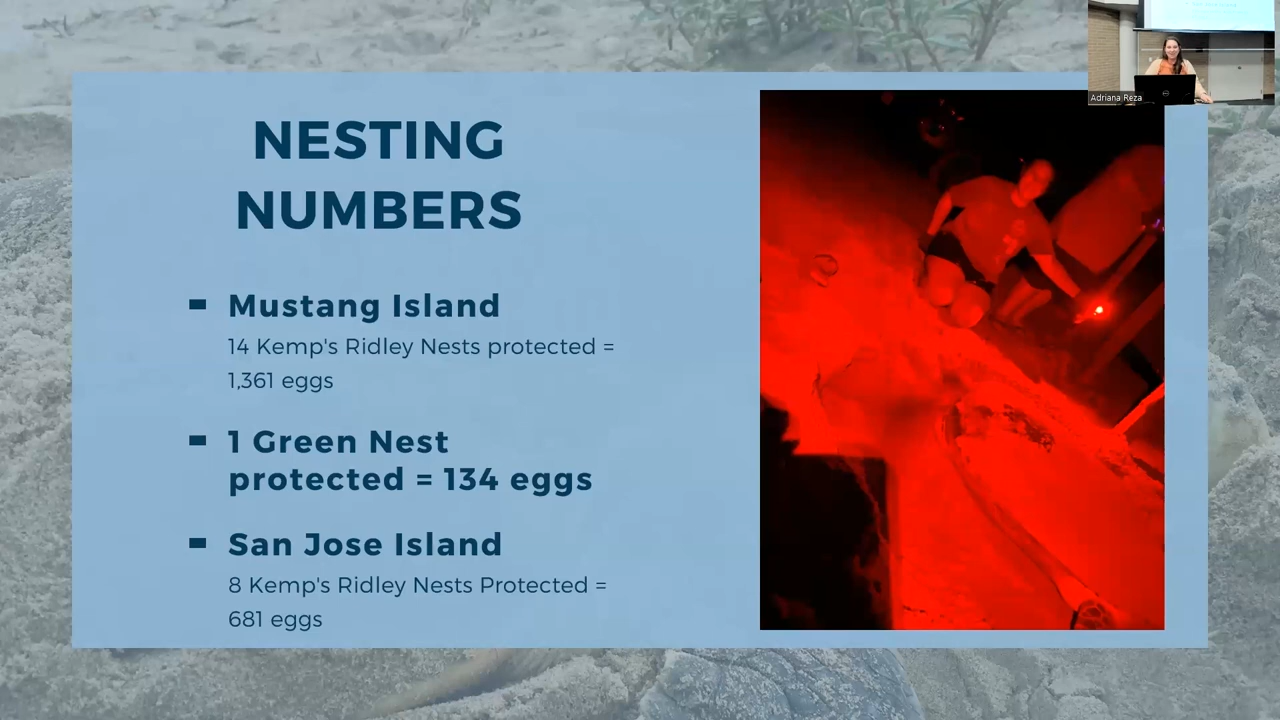 NESTING
NUMBERS
Mustang Island
14 Kemp's Ridley Nests protected =
1,361 eggs
1 Green Nest
protected = 134 eggs
San Jose Island
8 Kemp's Ridley Nests Protected =
681 eggs
Adriana Reza